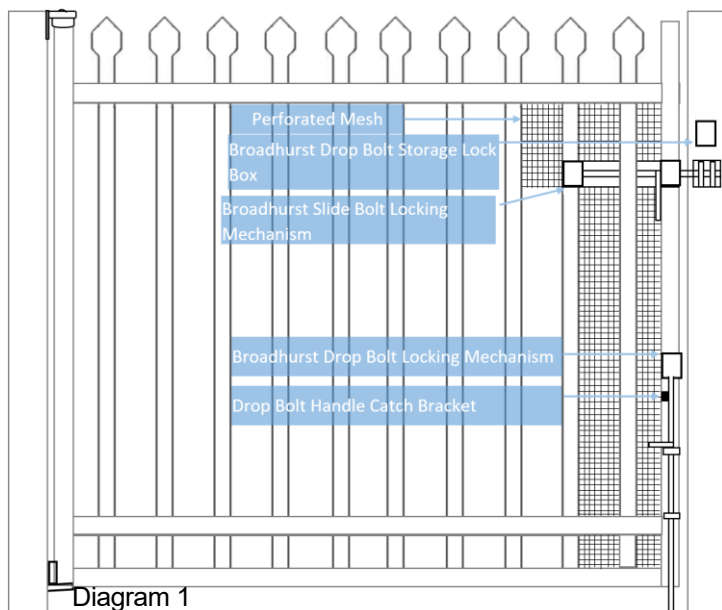 Perforated Mesh
Broadhurst Drop Bolt Storage Lock
Box
Broadhurst Slide Bolt Locking
Mechanism
Broadhurst Drop Bolt Locking Mechanism
Drop Bolt Handle Catch Bracket
Diagram 1